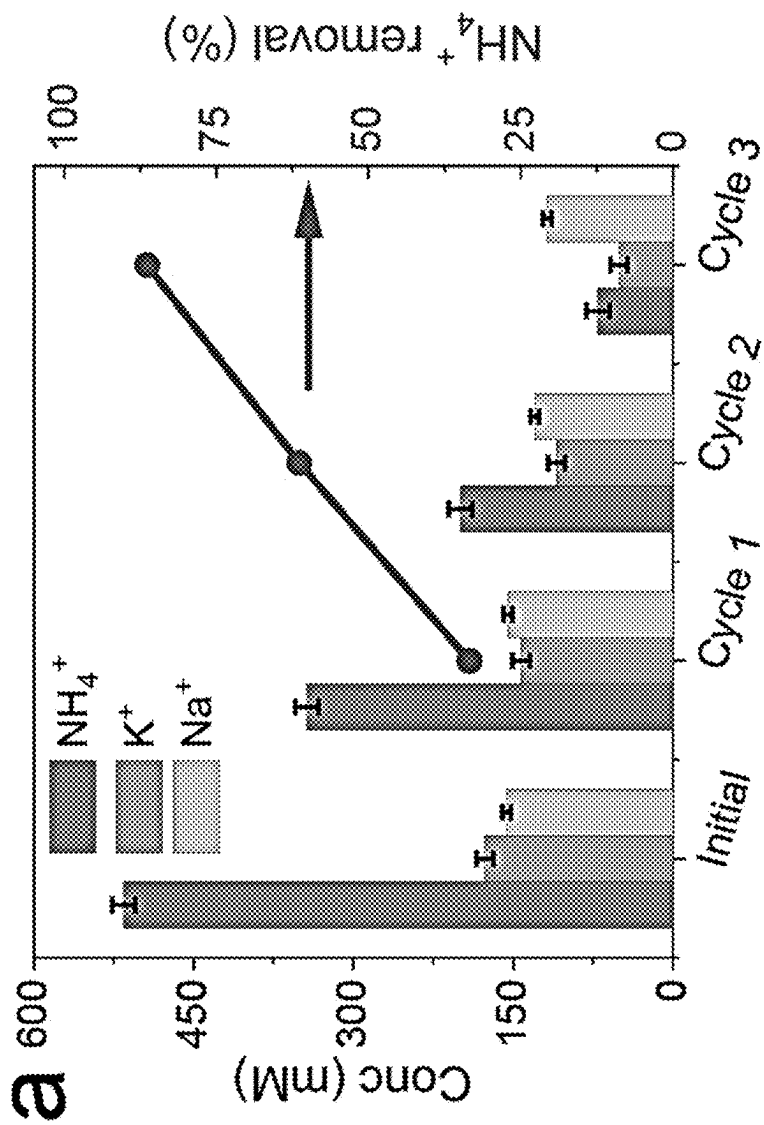 a
Conc (mM)
600
450
300
150
0
NH₄⁺
K⁺
Na⁺
Initial
Cycle 1
Cycle 2
Cycle 3
NH₄⁺ removal (%)
100
75
50
25
0